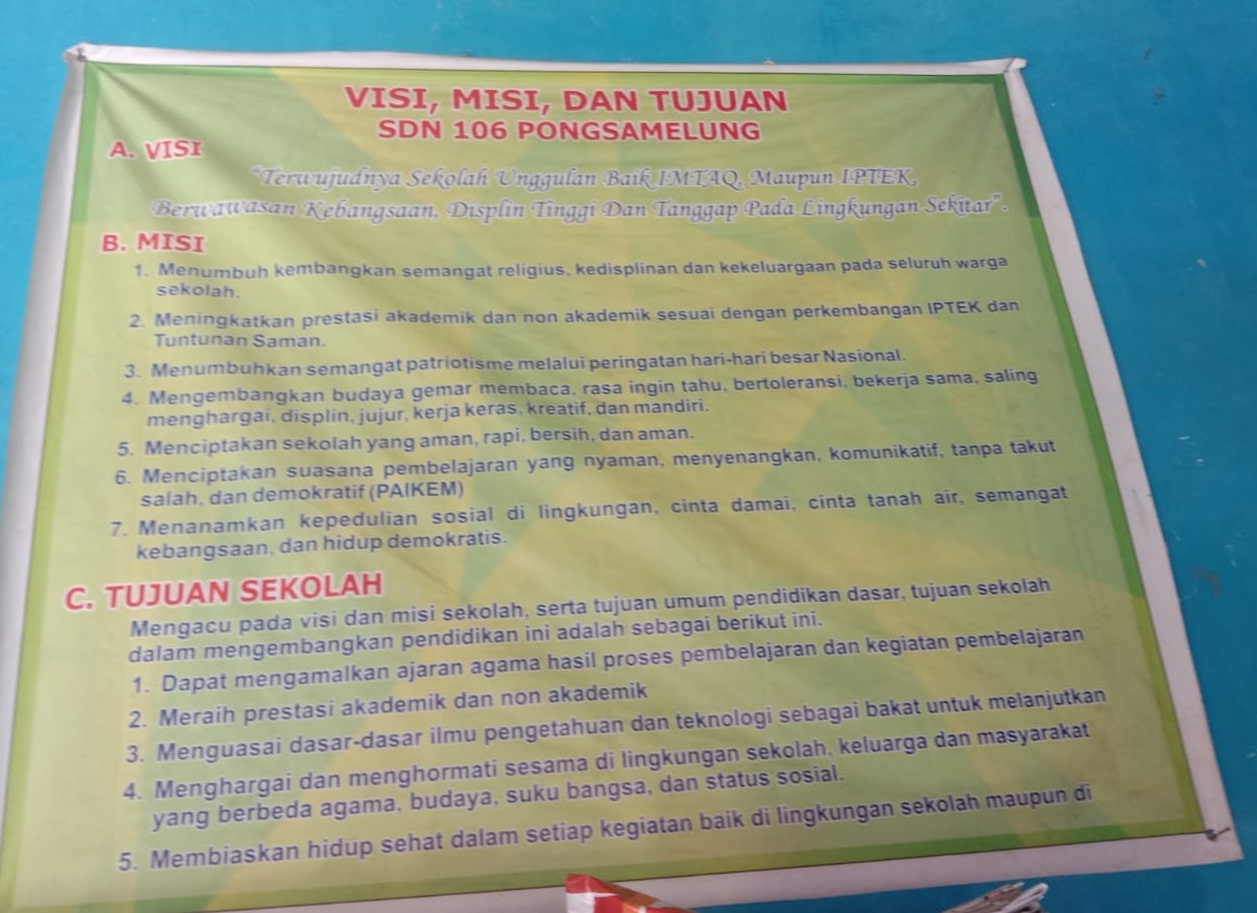 VISI, MISI, DAN TUJUAN
SDN 106 PONGSAMELUNG
A. VISI
"Terwujudnya Sekolah Unggulan Baik IMTAQ, Maupun IPTEK,
Berwawasan Kebangsaan, Displin Tinggi Dan Tanggap Pada Lingkungan Sekitar".
B. MISI
1. Menumbuh kembangkan semangat religius, kedisplinan dan kekeluargaan pada seluruh warga
sekolah.
2. Meningkatkan prestasi akademik dan non akademik sesuai dengan perkembangan IPTEK dan
Tuntunan Saman.
3. Menumbuhkan semangat patriotisme melalui peringatan hari-hari besar Nasional.
4. Mengembangkan budaya gemar membaca, rasa ingin tahu, bertoleransi, bekerja sama, saling
menghargai, displin, jujur, kerja keras, kreatif, dan mandiri.
5. Menciptakan sekolah yang aman, rapi, bersih, dan aman.
6. Menciptakan suasana pembelajaran yang nyaman, menyenangkan, komunikatif, tanpa takut
salah, dan demokratif (PAIKEM)
7. Menanamkan kepedulian sosial di lingkungan, cinta damai, cinta tanah air, semangat
kebangsaan, dan hidup demokratis.
C. TUJUAN SEKOLAH
Mengacu pada visi dan misi sekolah, serta tujuan umum pendidikan dasar, tujuan sekolah
dalam mengembangkan pendidikan ini adalah sebagai berikut ini.
1. Dapat mengamalkan ajaran agama hasil proses pembelajaran dan kegiatan pembelajaran
2. Meraih prestasi akademik dan non akademik
3. Menguasai dasar-dasar ilmu pengetahuan dan teknologi sebagai bakat untuk melanjutkan
4. Menghargai dan menghormati sesama di lingkungan sekolah, keluarga dan masyarakat
yang berbeda agama, budaya, suku bangsa, dan status sosial.
5. Membiaskan hidup sehat dalam setiap kegiatan baik di lingkungan sekolah maupun di